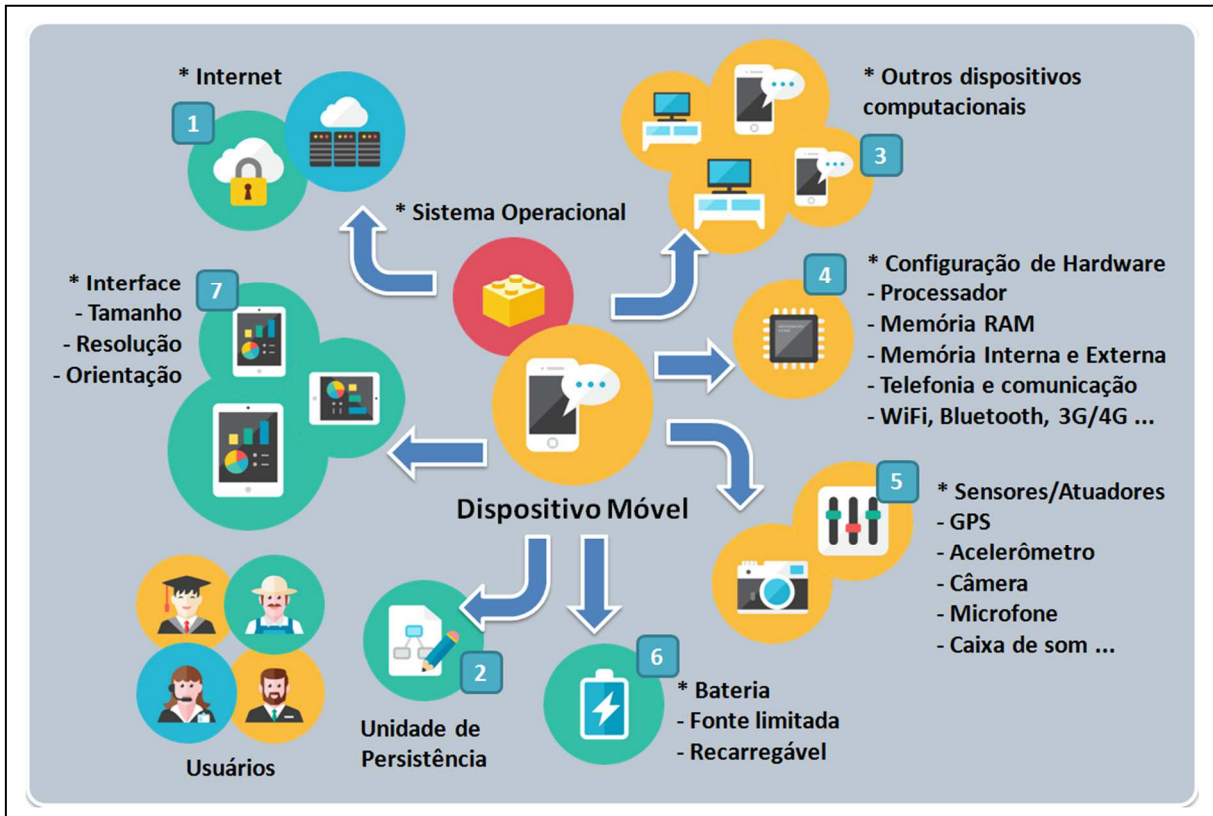 * Internet
1
* Outros dispositivos
computacionais
3
* Sistema Operacional
* Interface
- Tamanho
- Resolução
- Orientação
7
4
* Configuração de Hardware
- Processador
- Memória RAM
- Memória Interna e Externa
- Telefonia e comunicação
- WiFi, Bluetooth, 3G/4G ...
Dispositivo Móvel
5
* Sensores/Atuadores
- GPS
- Acelerômetro
- Câmera
- Microfone
- Caixa de som ...
Usuários
2
Unidade de
Persistência
6
* Bateria
- Fonte limitada
- Recarregável